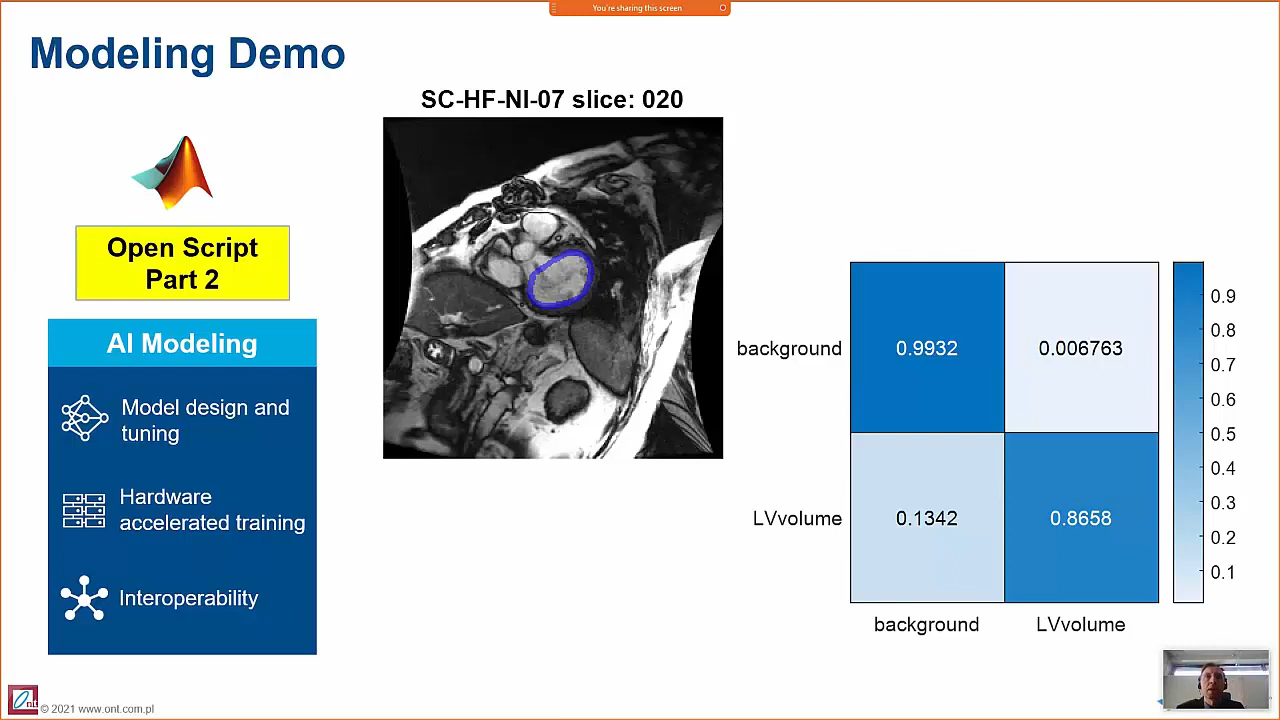 You're sharing this screen
Modeling Demo
SC-HF-NI-07 slice: 020
Open Script
Part 2
AI Modeling
Model design and
tuning
Hardware
accelerated training
Interoperability
background
0.9932
0.006763
LVvolume
0.1342
0.8658
background
LVvolume
0.9
0.8
0.7
0.6
0.5
0.4
0.3
0.2
0.1
Ont
© 2021 www.ont.com.pl